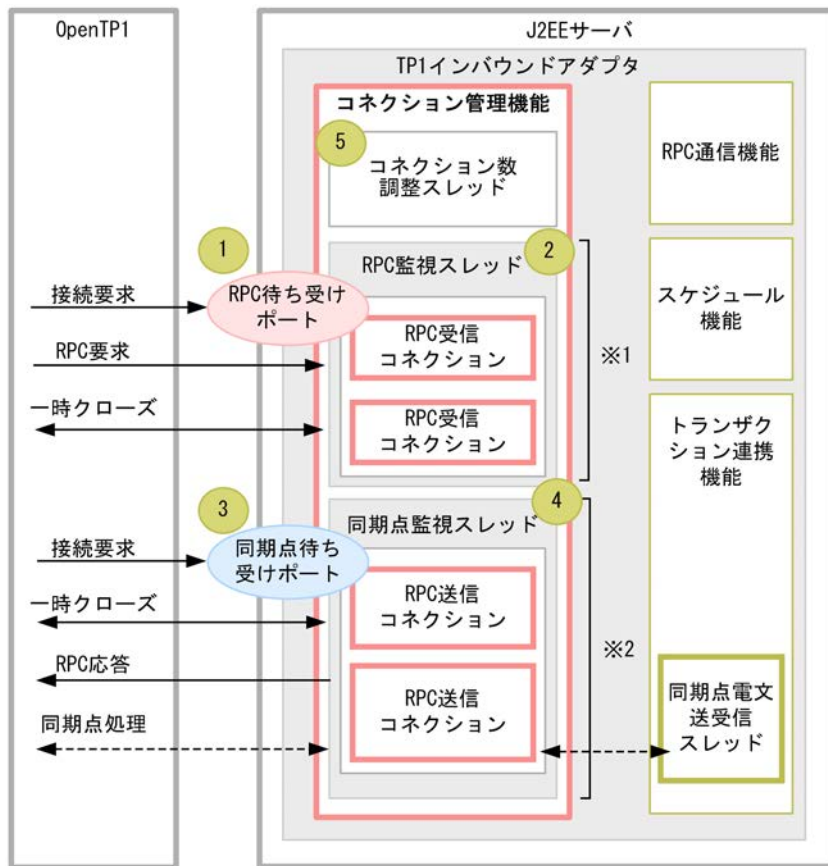 OpenTP1
J2EEサーバ
TP1インバウンドアダプタ
コネクション管理機能
5
コネクション数
調整スレッド
RPC通信機能
1
2
RPC監視スレッド
接続要求
RPC待ち受け
ポート
スケジュール
機能
RPC受信
コネクション
※1
RPC要求
一時クローズ
RPC受信
コネクション
トランザク
ション連携
機能
3
4
同期点監視スレッド
接続要求
同期点待ち
受けポート
一時クローズ
RPC送信
コネクション
※2
RPC応答
RPC送信
コネクション
同期点電文
送受信
スレッド
同期点処理